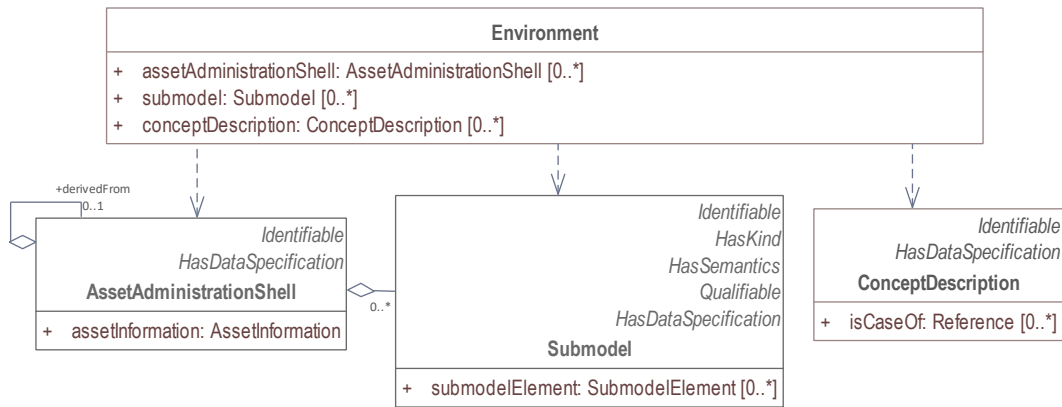 Environment
+ assetAdministrationShell: AssetAdministrationShell [0..*]
+ submodel: Submodel [0..*]
+ conceptDescription: ConceptDescription [0..*]
+derivedFrom
0..1
Identifiable
HasDataSpecification
AssetAdministrationShell
+ assetInformation: AssetInformation
0..*
Identifiable
HasKind
HasSemantics
Qualifiable
HasDataSpecification
Submodel
+ submodelElement: SubmodelElement [0..*]
Identifiable
HasDataSpecification
ConceptDescription
+ isCaseOf: Reference [0..*]